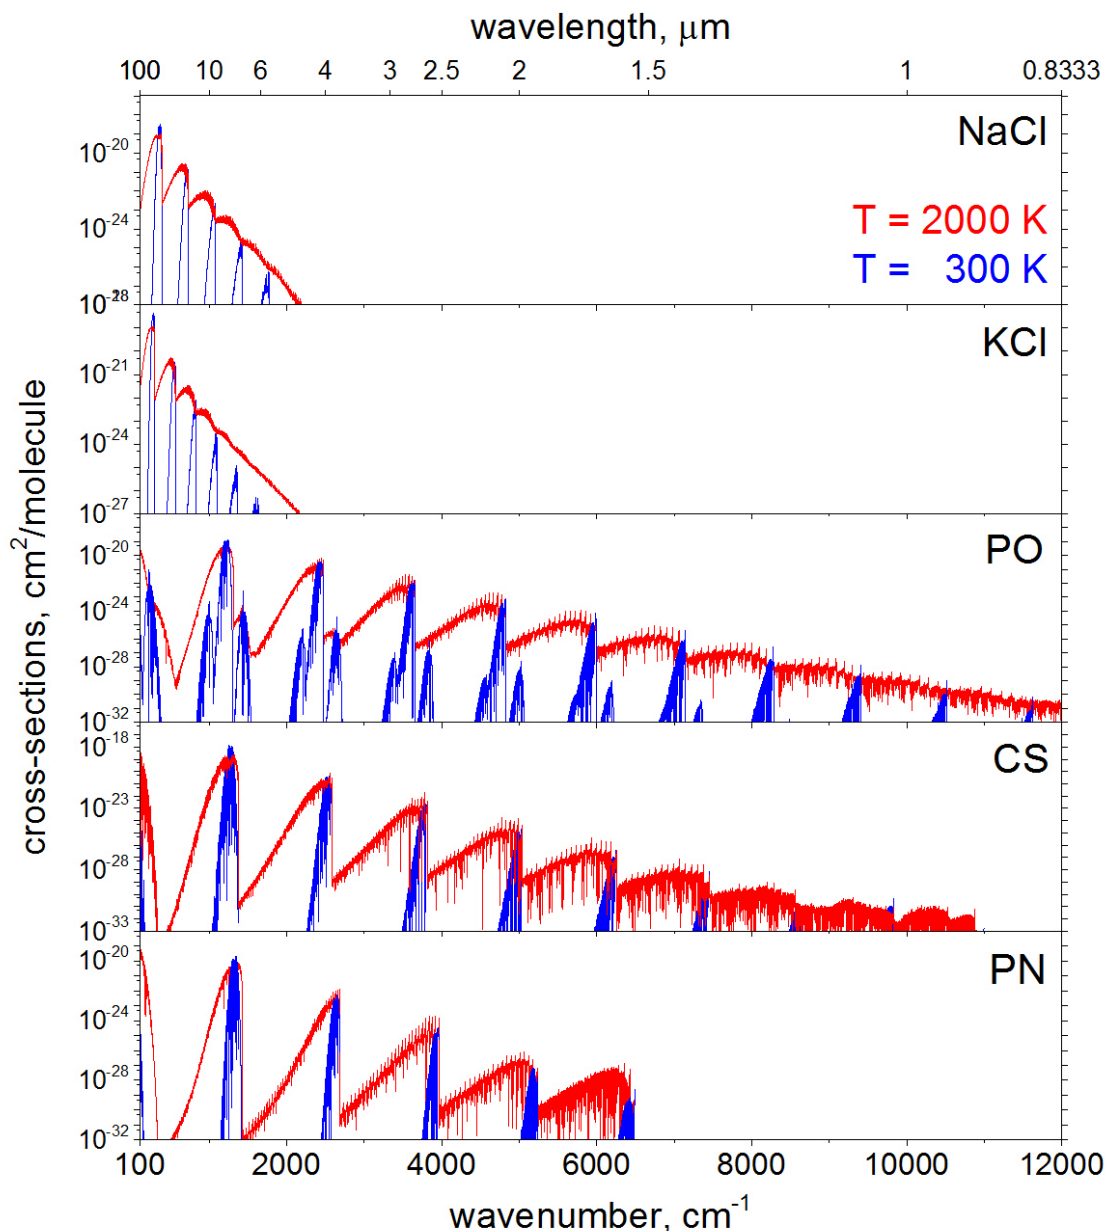 wavelength, μm
100 10 6 4 3 2.5 2 1.5 1 0.8333
NaCl
10⁻²⁰
T = 2000 K
10⁻²⁴
T = 300 K
10⁻²⁸
KCl
10⁻²¹
10⁻²⁴
10⁻²⁷
PO
10⁻²⁰
10⁻²⁴
10⁻²⁸
10⁻³²
CS
10⁻¹⁸
10⁻²³
10⁻²⁸
10⁻³³
PN
10⁻²⁰
10⁻²⁴
10⁻²⁸
10⁻³²
cross-sections, cm²/molecule
100 2000 4000 6000 8000 10000 12000
wavenumber, cm⁻¹